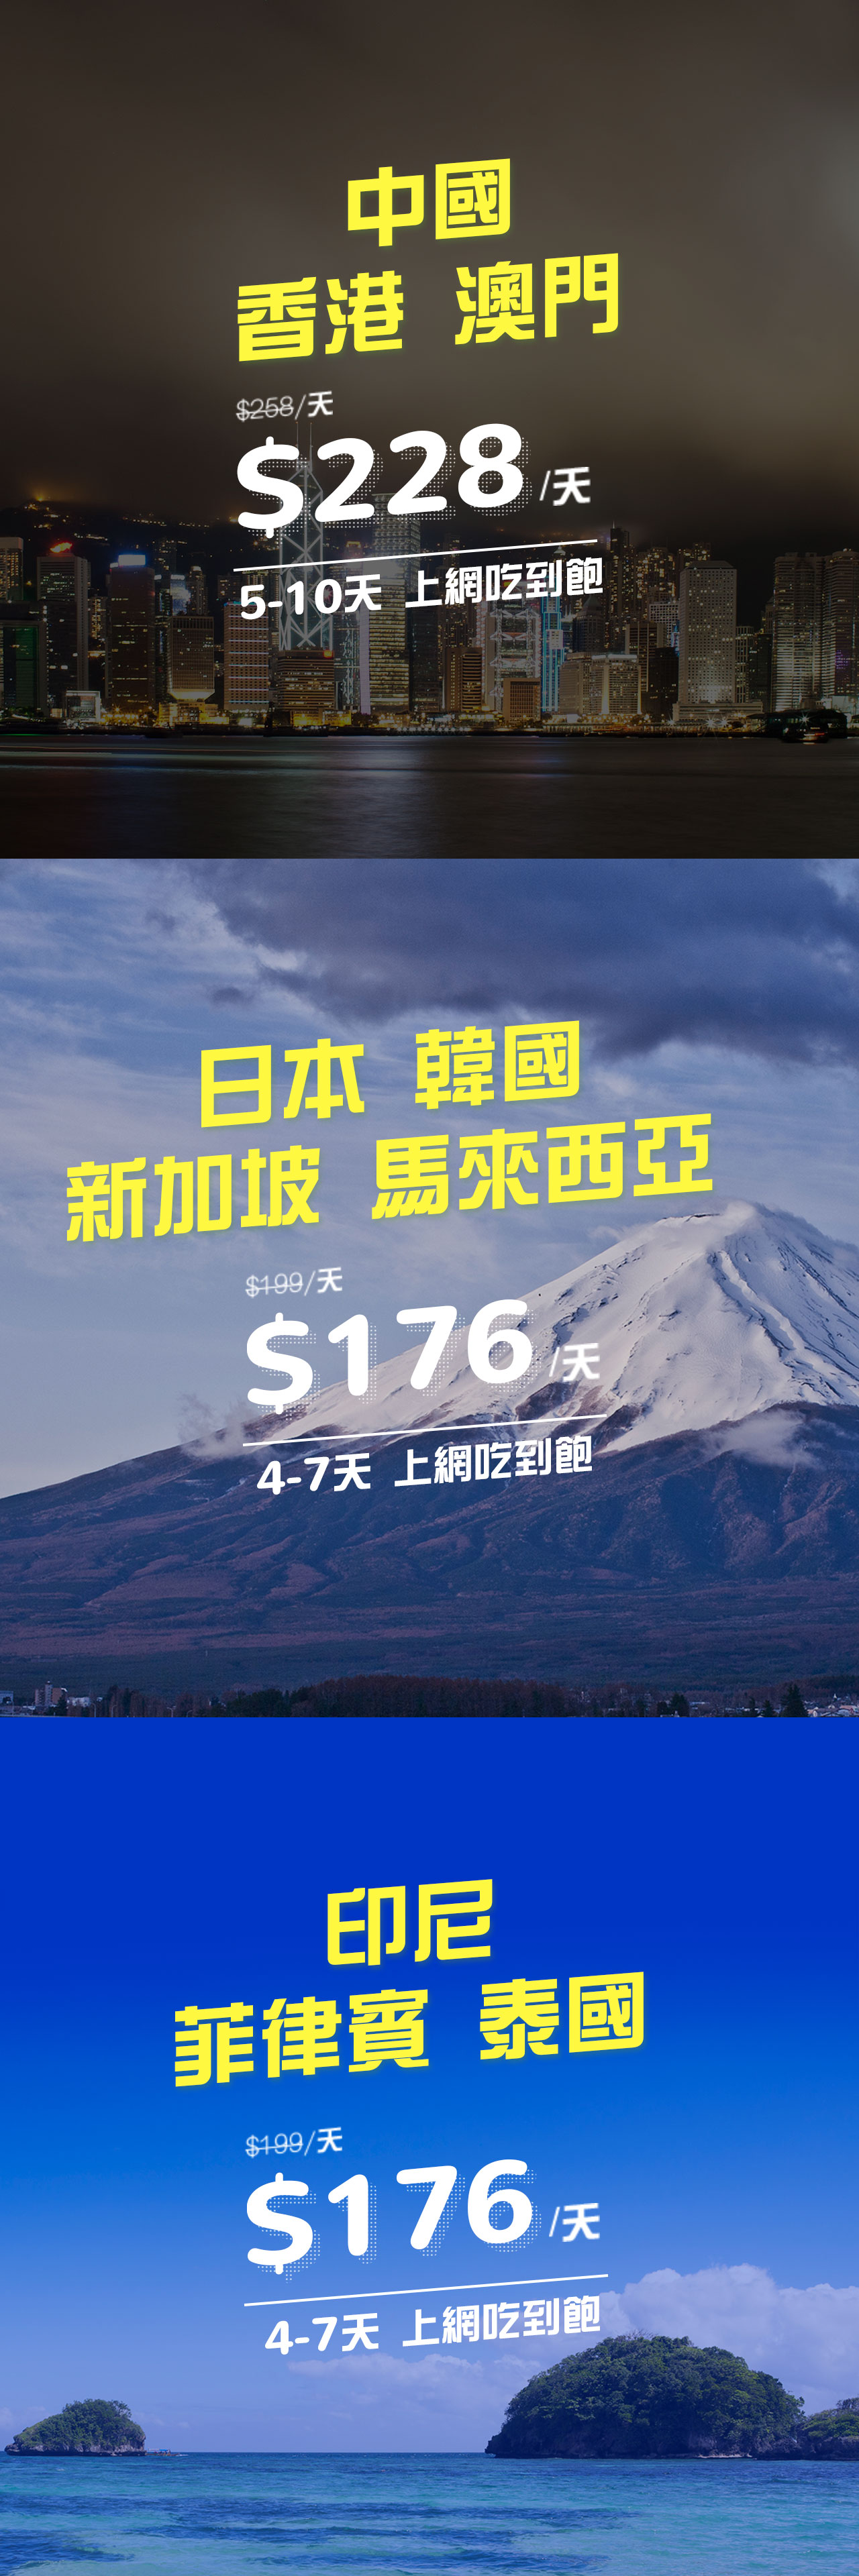 中國
香港 澳門
$258/天
$228/天
5-10天 上網吃到飽
日本 韓國
新加坡 馬來西亞
$199/天
$176/天
4-7天 上網吃到飽
印尼
菲律賓 泰國
$199/天
$176/天
4-7天 上網吃到飽